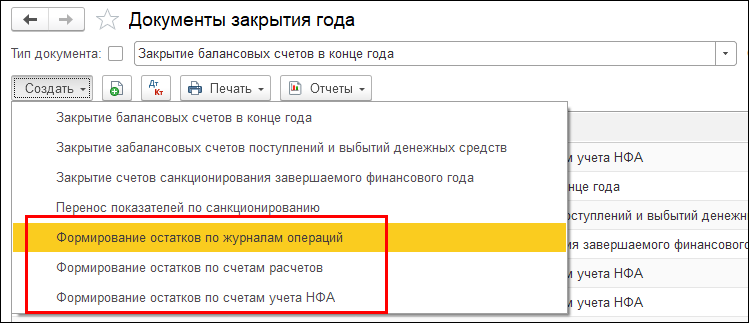 Документы закрытия года
Тип документа: Закрытие балансовых счетов в конце года
Создать Дт Кт Печать Отчеты
Закрытие балансовых счетов в конце года
Закрытие забалансовых счетов поступлений и выбытий денежных средств
м учета НФА
Закрытие счетов санкционирования завершаемого финансового года
нце года
Перенос показателей по санкционированию
оступлений и выбытий денежн
Формирование остатков по журналам операций
ия завершаемого финансового
Формирование остатков по счетам расчетов
м учета НФА
Формирование остатков по счетам учета НФА
м учета НФА